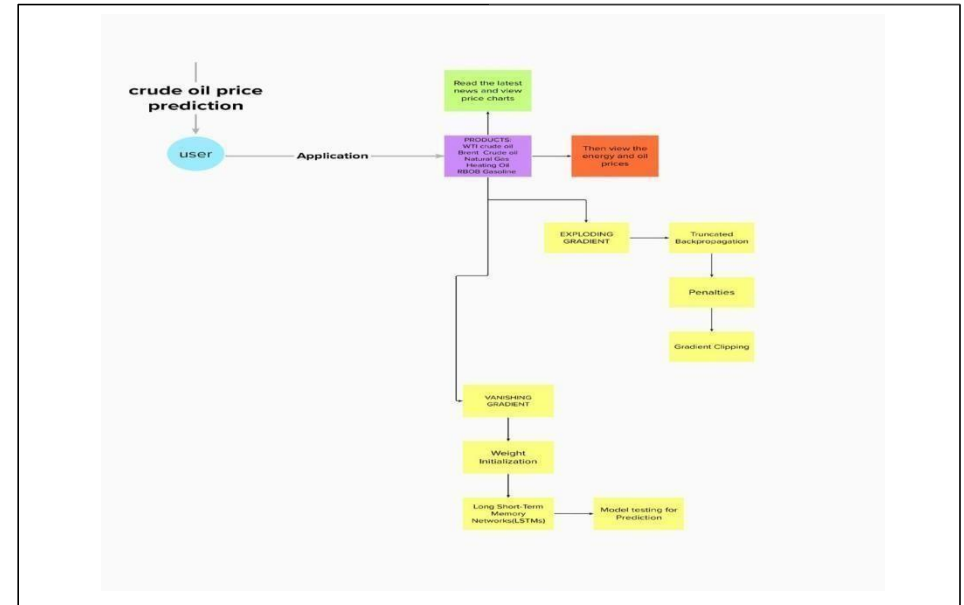 crude oil price
prediction
user
Application
Read the latest
news and view
price charts
PRODUCTS:
WTI crude oil
Brent Crude oil
Natural Gas
Heating Oil
RBOB Gasoline
Then view the
energy and oil
prices
EXPLODING
GRADIENT
Truncated
Backpropagation
Penalties
Gradient Clipping
VANISHING
GRADIENT
Weight
Initialization
Long Short-Term
Memory
Networks(LSTMs)
Model testing for
Prediction